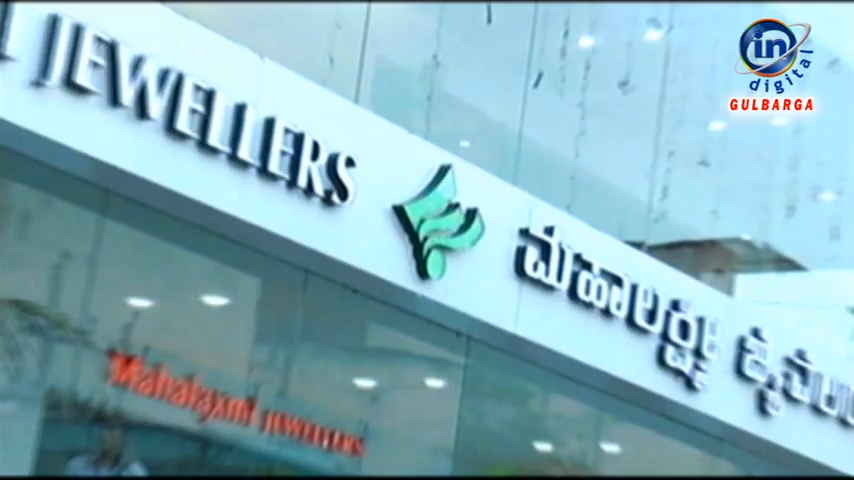 JEWELLERS
ಮಹಾಲಕ್ಷ್ಮಿ
Mahalaxmi JEWELLERS
in
digital
GULBARGA